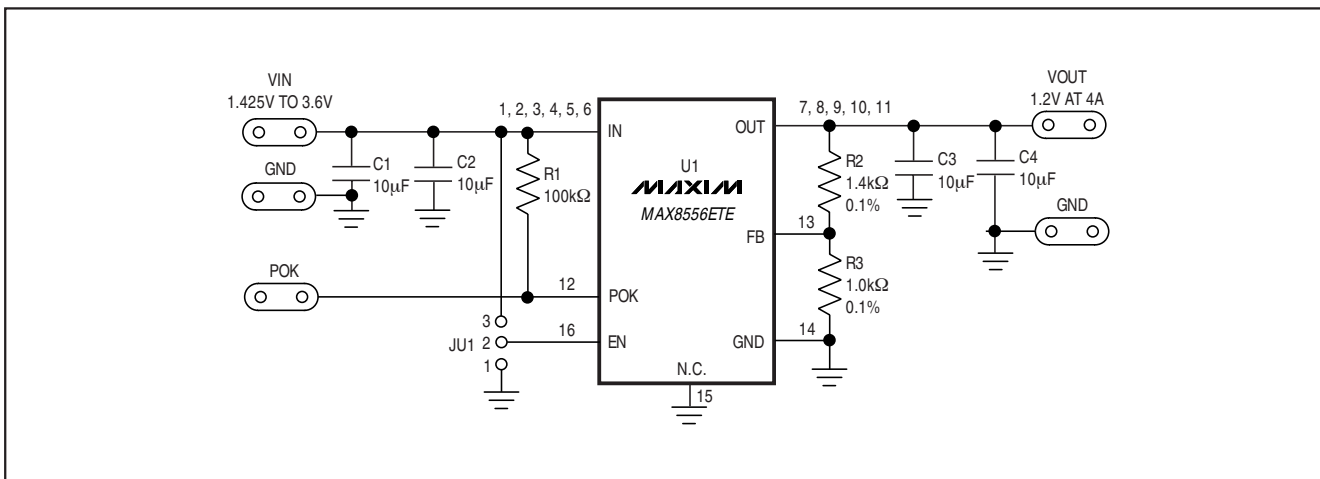 VIN
1.425V TO 3.6V
GND
C1
10μF
C2
10μF
R1
100kΩ
POK
JU1
3
2
1
1, 2, 3, 4, 5, 6
12
16
IN
POK
EN
U1
MAXIM
MAX8556ETE
N.C.
15
OUT
FB
GND
7, 8, 9, 10, 11
13
14
R2
1.4kΩ
0.1%
R3
1.0kΩ
0.1%
C3
10μF
C4
10μF
VOUT
1.2V AT 4A
GND